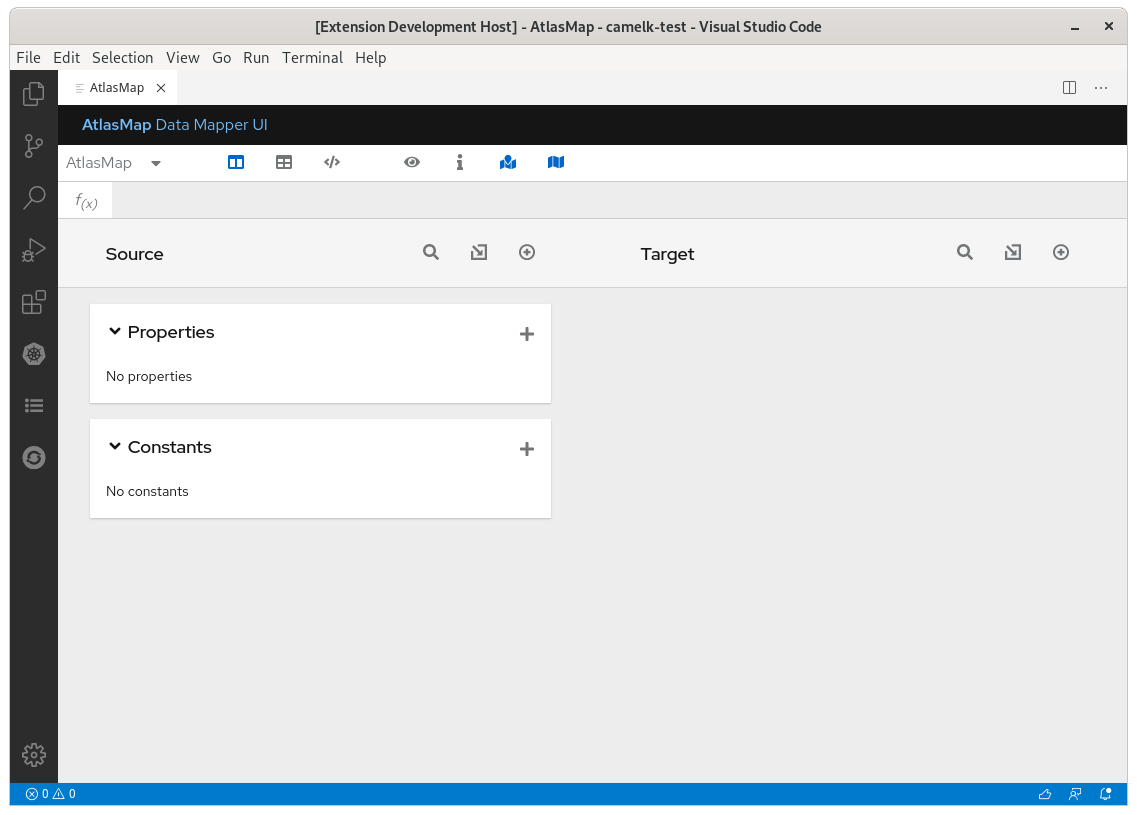 [Extension Development Host] - AtlasMap - camelk-test - Visual Studio Code
File Edit Selection View Go Run Terminal Help
AtlasMap
AtlasMap Data Mapper UI
AtlasMap
f(x)
Source Target
Properties
No properties
Constants
No constants
0 0